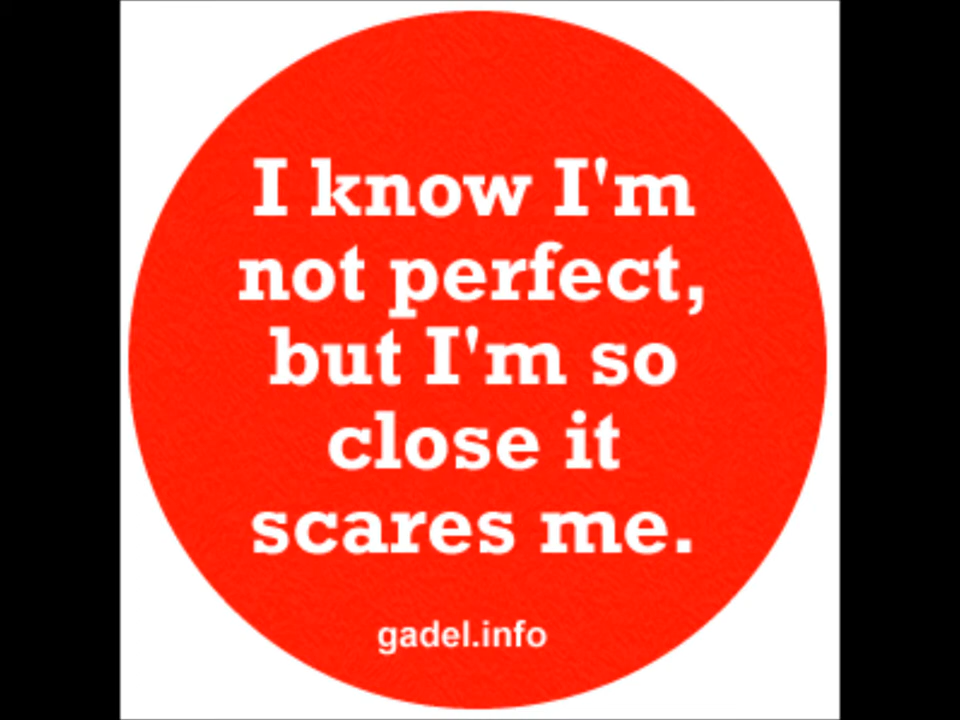 I know I'm
not perfect,
but I'm so
close it
scares me.
gadel.info